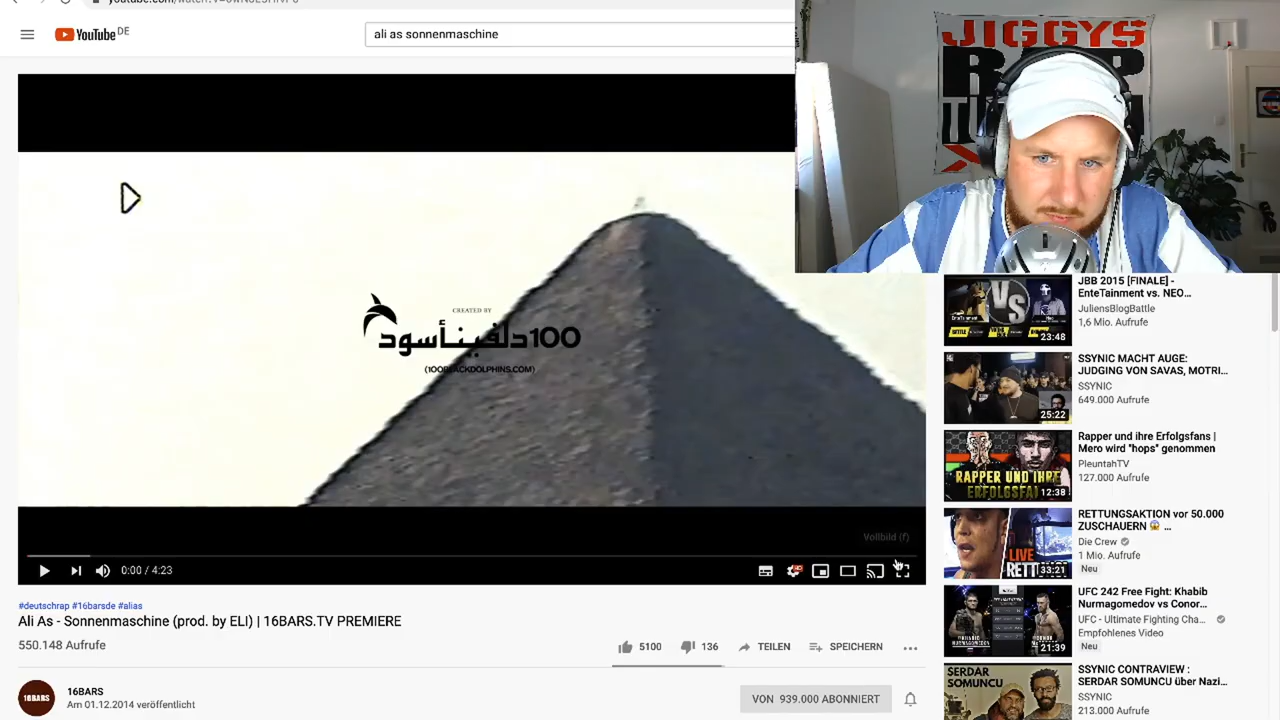 YouTube DE
ali as sonnenmaschine
JIGGYS
RAP
CREATED BY
100دلفينأسود
(100BLACKDOLPHINS.COM)
Vollbild (f)
0:00 / 4:23
#deutschrap #16barsde #alias
Ali As - Sonnenmaschine (prod. by ELI) | 16BARS.TV PREMIERE
550.148 Aufrufe
5100
136
TEILEN
SPEICHERN
16BARS
16BARS
Am 01.12.2014 veröffentlicht
VON 939.000 ABONNIERT
VS
23:48
JBB 2015 [FINALE] -
EnteTainment vs. NEO...
JuliensBlogBattle
1,6 Mio. Aufrufe
25:22
SSYNIC MACHT AUGE:
JUDGING VON SAVAS, MOTRI...
SSYNIC
649.000 Aufrufe
RAPPER UND IHRE
12:38
Rapper und ihre Erfolgsfans |
Mero wird "hops" genommen
PleuntahTV
127.000 Aufrufe
LIVE
33:21
RETTUNGSAKTION vor 50.000
ZUSCHAUERN 😱 ...
Die Crew
1 Mio. Aufrufe
Neu
21:39
UFC 242 Free Fight: Khabib
Nurmagomedov vs Conor...
UFC - Ultimate Fighting Cha...
Empfohlenes Video
Neu
SERDAR
SOMUNCU
SSYNIC CONTRAVIEW :
SERDAR SOMUNCU über Nazi...
SSYNIC
213.000 Aufrufe